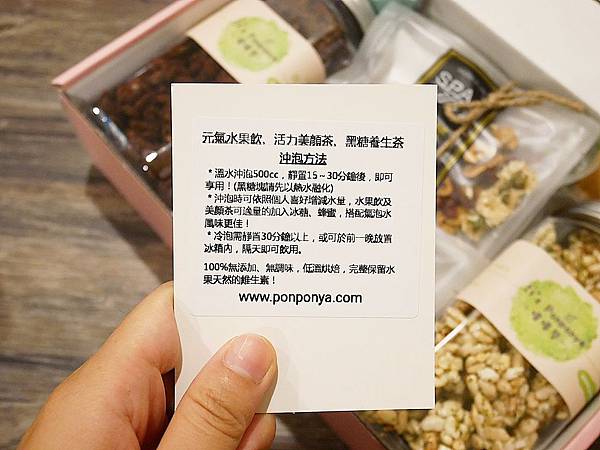 元氣水果飲, 活力美顏茶, 黑糖養生茶
沖泡方法
*溫水沖泡500cc，靜置15～30分鐘後，即可
享用！(黑糖塊請先以熱水融化)
*沖泡時可依照個人喜好增減水量，水果飲及
美顏茶可適量的加入冰糖、蜂蜜，搭配氣泡水
風味更佳！
*冷泡需靜置30分鐘以上，或可於前一晚放置
冰箱內，隔天即可飲用。
100%無添加、無調味，低溫烘焙，完整保留水
果天然的維生素！
www.ponponya.com
SPA